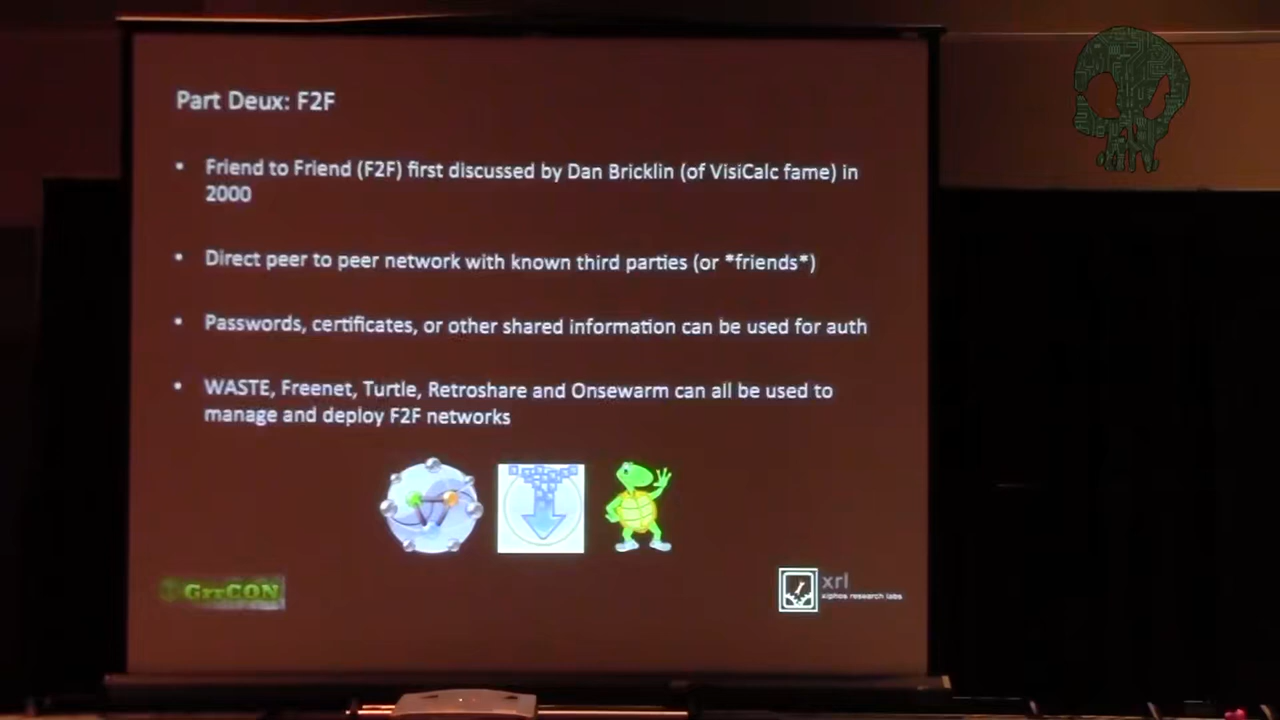 Part Deux: F2F
• Friend to Friend (F2F) first discussed by Dan Bricklin (of VisiCalc fame) in
2000
• Direct peer to peer network with known third parties (or *friends*)
• Passwords, certificates, or other shared information can be used for auth
• WASTE, Freenet, Turtle, Retroshare and Onsewarm can all be used to
manage and deploy F2F networks
GrrCON
xrl
xiphos research labs